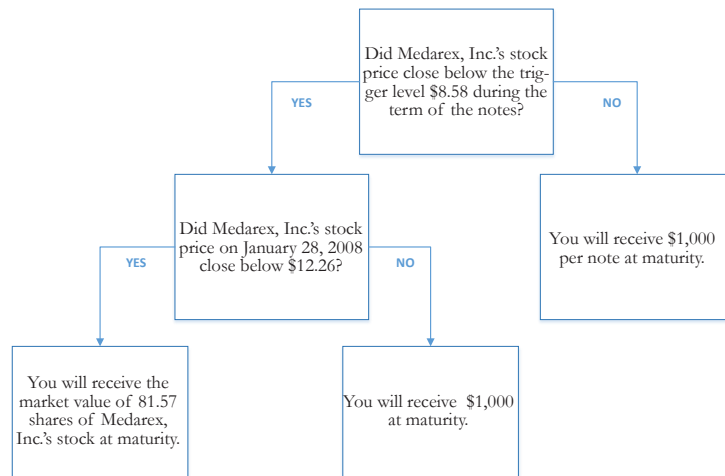 Did Medarex, Inc.'s stock
price close below the trig-
ger level $8.58 during the
term of the notes?
YES
NO
Did Medarex, Inc.'s stock
price on January 28, 2008
close below $12.26?
You will receive $1,000
per note at maturity.
YES
NO
You will receive the
market value of 81.57
shares of Medarex,
Inc.'s stock at maturity.
You will receive $1,000
at maturity.